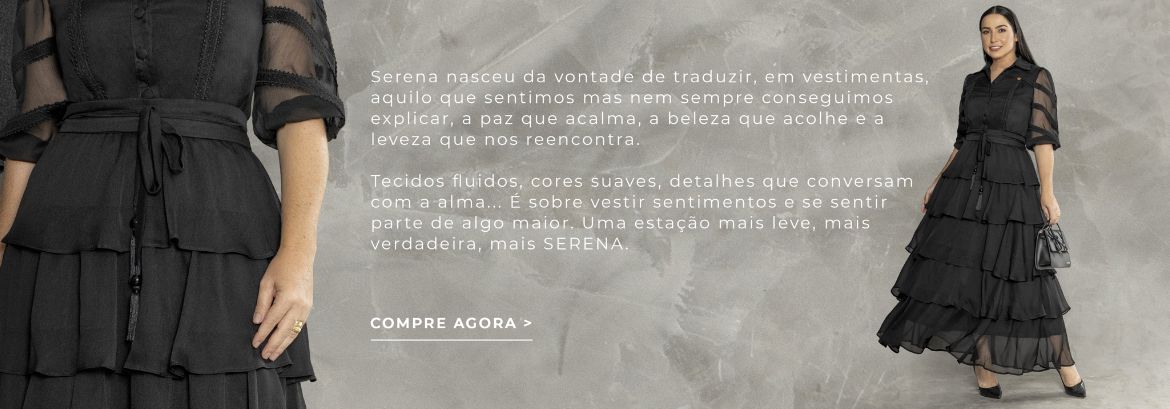 Serena nasceu da vontade de traduzir, em vestimentas,
aquilo que sentimos mas nem sempre conseguimos
explicar, a paz que acalma, a beleza que acolhe e a
leveza que nos reencontra.
Tecidos fluidos, cores suaves, detalhes que conversam
com a alma... É sobre vestir sentimentos e se sentir
parte de algo maior. Uma estação mais leve, mais
verdadeira, mais SERENA.
COMPRE AGORA >